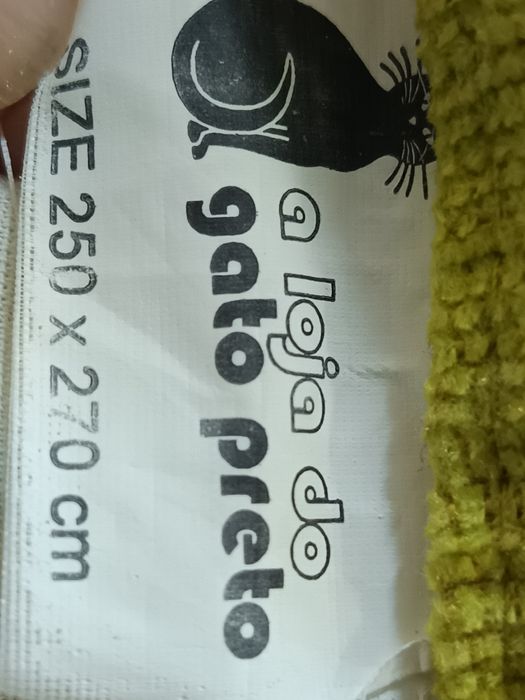 a loja do
gato preto
SIZE 250 x 270 cm